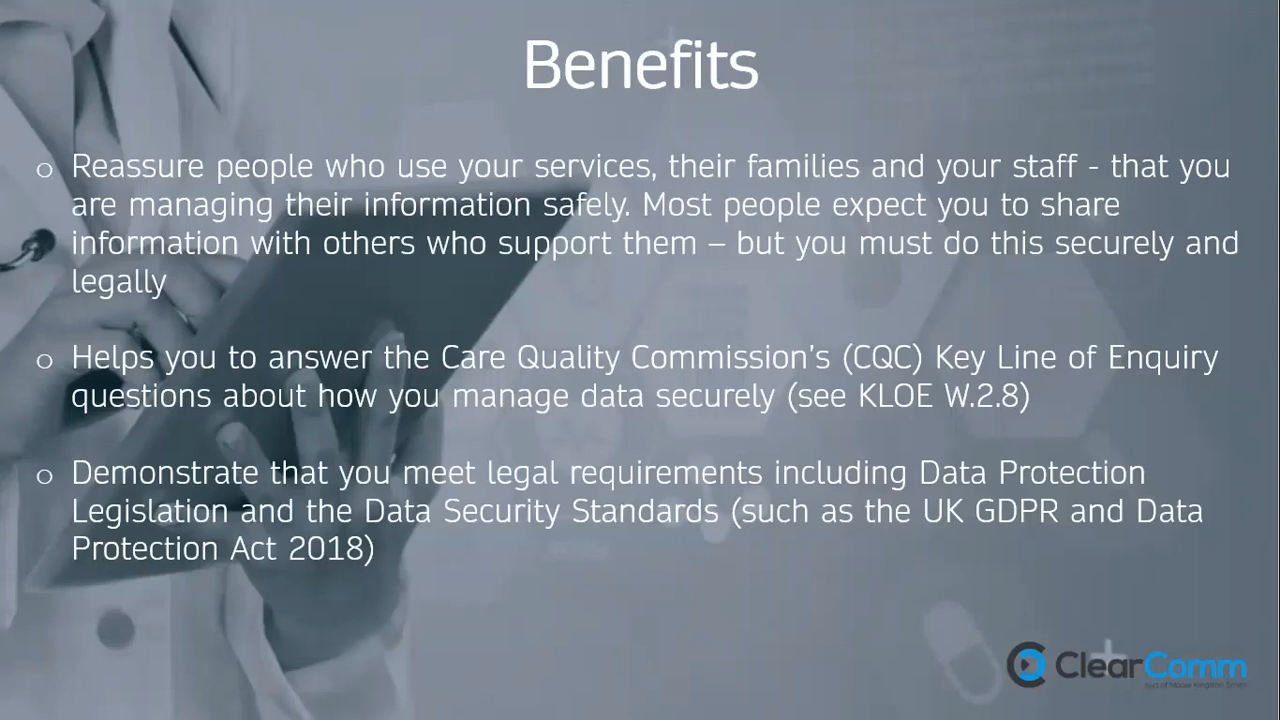 Benefits
o Reassure people who use your services, their families and your staff - that you
are managing their information safely. Most people expect you to share
information with others who support them – but you must do this securely and
legally
o Helps you to answer the Care Quality Commission's (CQC) Key Line of Enquiry
questions about how you manage data securely (see KLOE W.2.8)
o Demonstrate that you meet legal requirements including Data Protection
Legislation and the Data Security Standards (such as the UK GDPR and Data
Protection Act 2018)
ClearComm